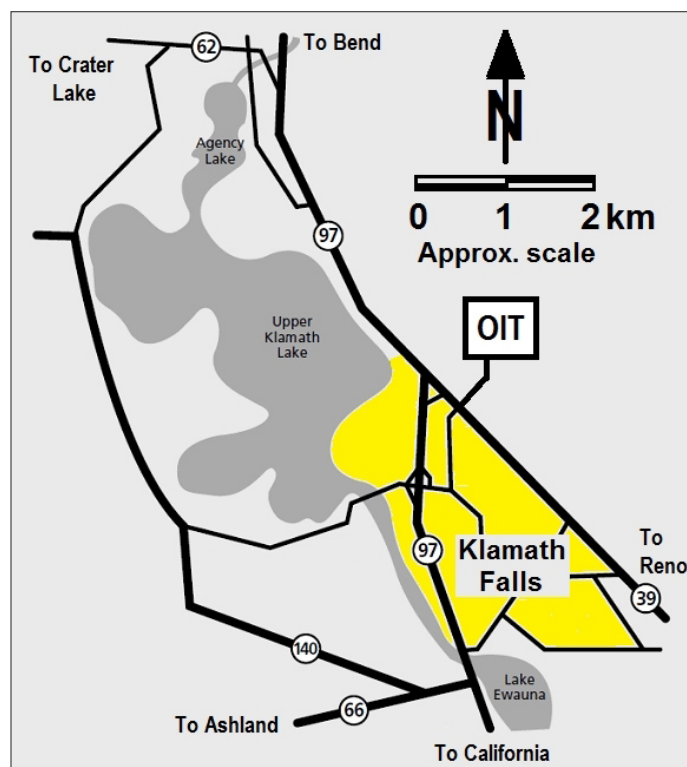 To Bend
62
To Crater
Lake
N
Agency
Lake
0 1 2 km
Approx. scale
97
OIT
Upper
Klamath
Lake
97
Klamath
Falls
To
Reno
39
140
Lake
Ewauna
66
To Ashland
To California